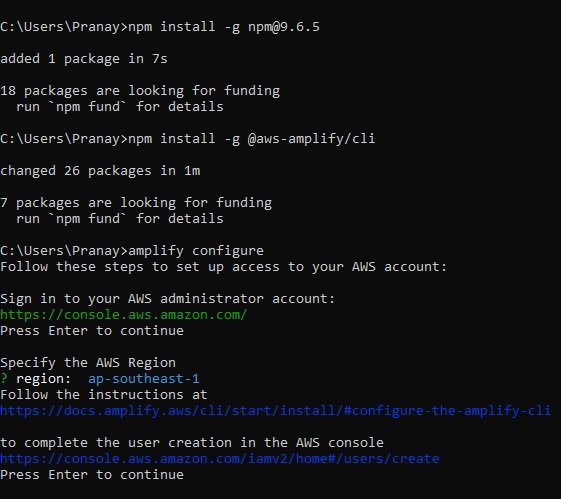 C:\Users\Pranay>npm install -g npm@9.6.5
added 1 package in 7s
18 packages are looking for funding
  run `npm fund` for details
C:\Users\Pranay>npm install -g @aws-amplify/cli
changed 26 packages in 1m
7 packages are looking for funding
  run `npm fund` for details
C:\Users\Pranay>amplify configure
Follow these steps to set up access to your AWS account:
Sign in to your AWS administrator account:
https://console.aws.amazon.com/
Press Enter to continue
Specify the AWS Region
? region:  ap-southeast-1
Follow the instructions at
https://docs.amplify.aws/cli/start/install/#configure-the-amplify-cli
to complete the user creation in the AWS console
https://console.aws.amazon.com/iamv2/home#/users/create
Press Enter to continue